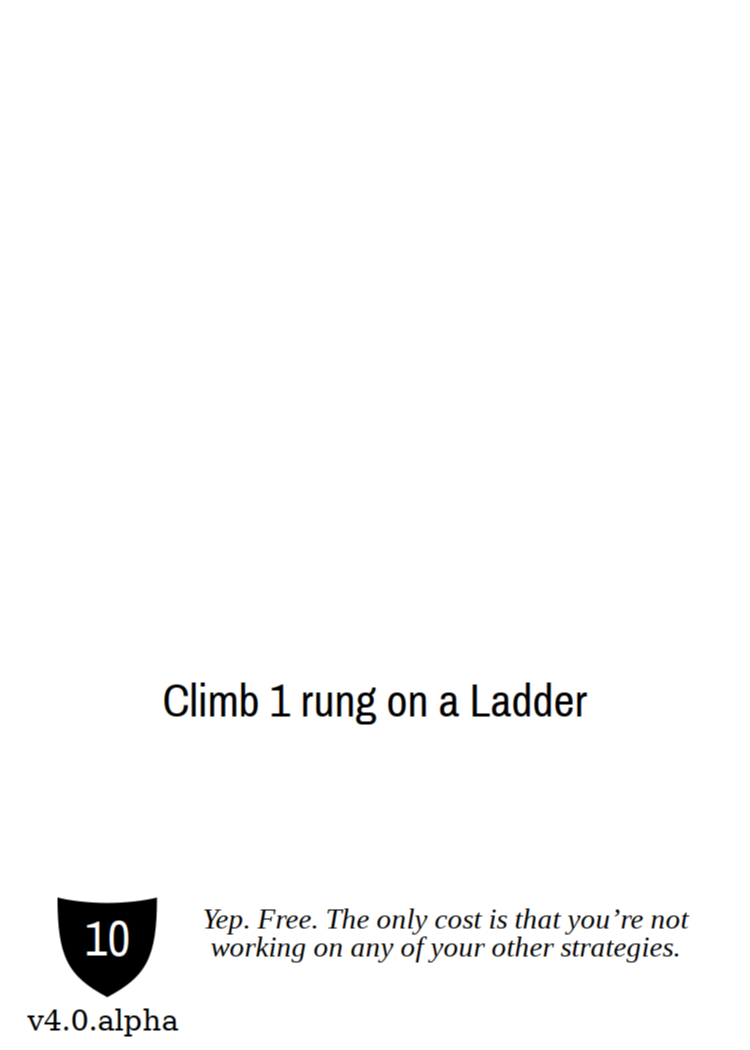 Climb 1 rung on a Ladder
10
Yep. Free. The only cost is that you’re not
working on any of your other strategies.
v4.0.alpha